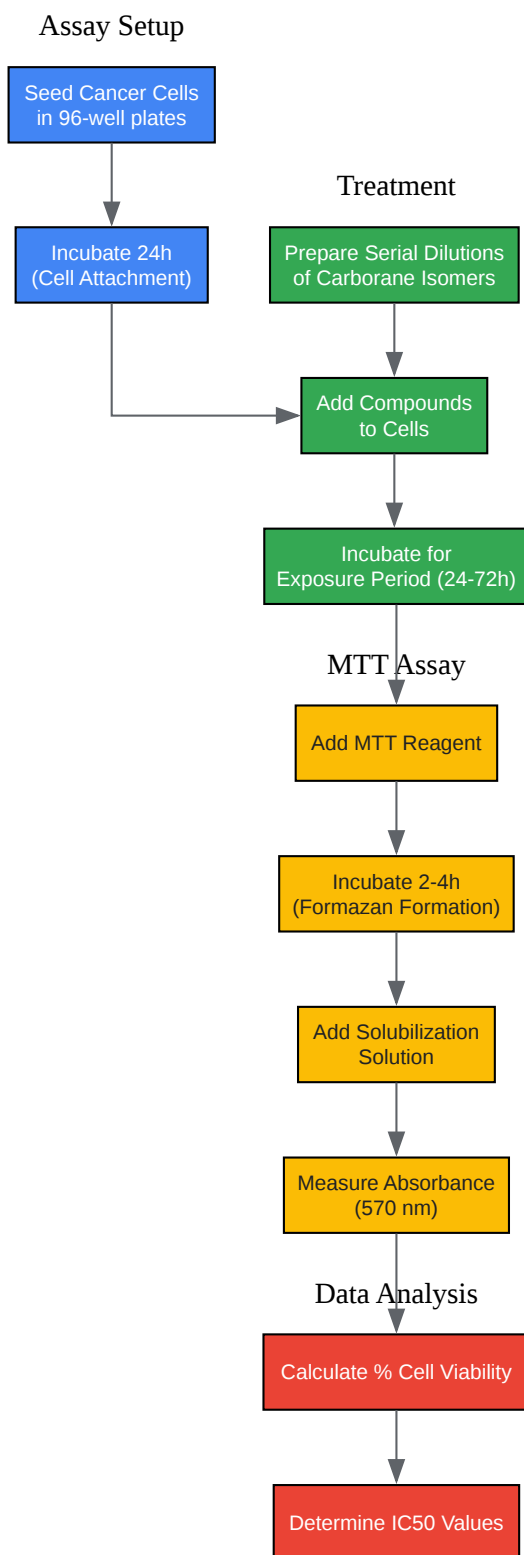 Assay Setup
Seed Cancer Cells
in 96-well plates
Incubate 24h
(Cell Attachment)
Treatment
Prepare Serial Dilutions
of Carborane Isomers
Add Compounds
to Cells
Incubate for
Exposure Period (24-72h)
MTT Assay
Add MTT Reagent
Incubate 2-4h
(Formazan Formation)
Add Solubilization
Solution
Measure Absorbance
(570 nm)
Data Analysis
Calculate % Cell Viability
Determine IC50 Values